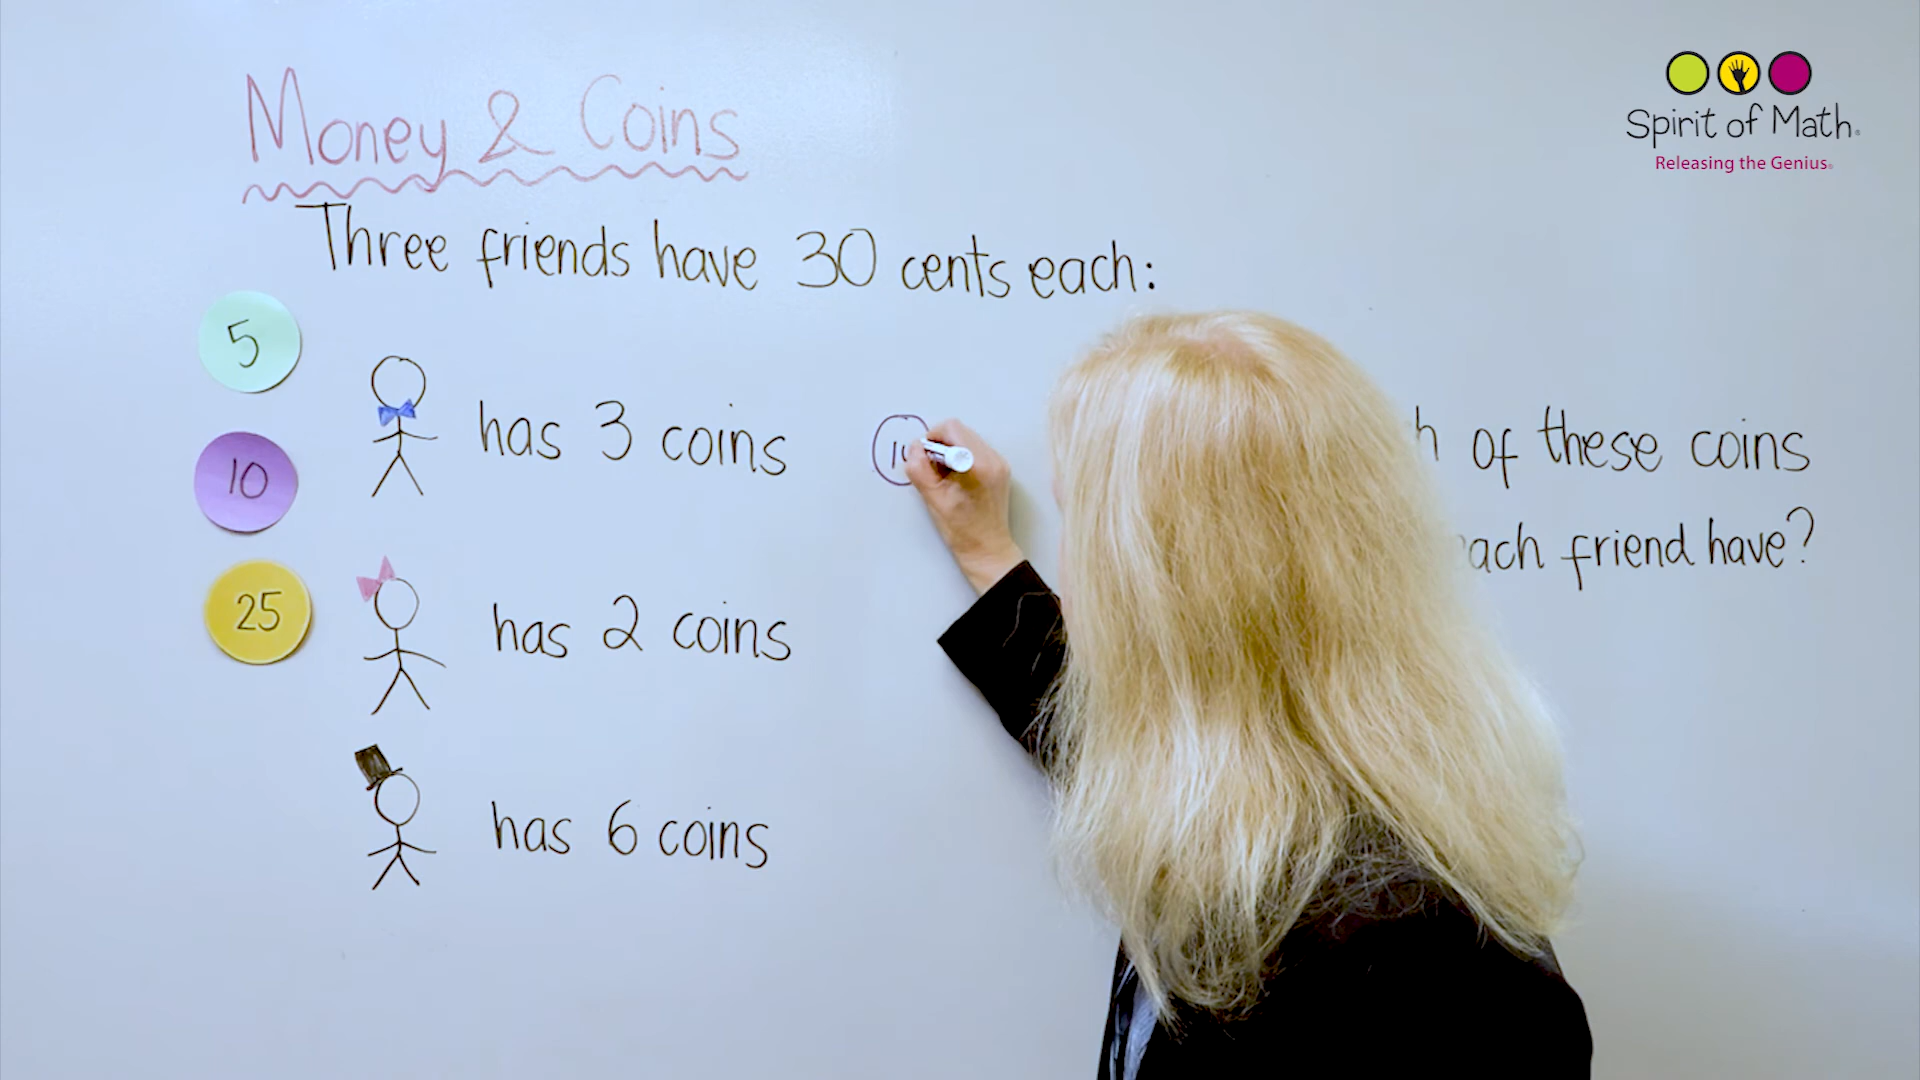 Money & Coins
Spirit of Math
Releasing the Genius
Three friends have 30 cents each:
5
10
25
has 3 coins
of these coins
friend have?
has 2 coins
has 6 coins